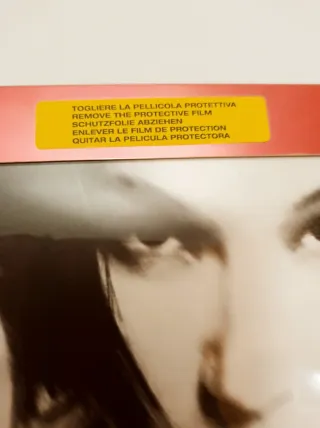 TOGLIERE LA PELLICOLA PROTETTIVA
REMOVE THE PROTECTIVE FILM
SCHUTZFOLIE ABZIEHEN
ENLEVER LE FILM DE PROTECTION
QUITAR LA PELICULA PROTECTORA